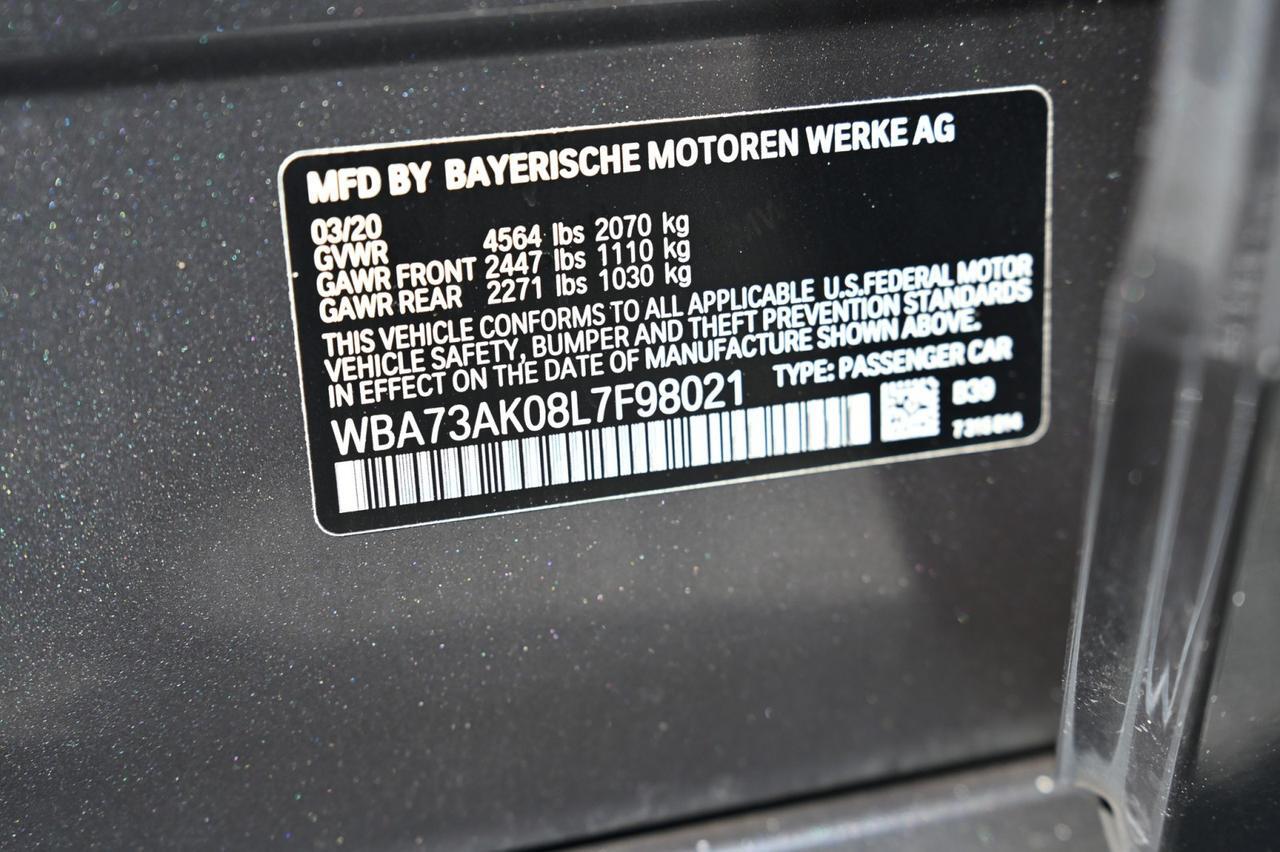 MFD BY BAYERISCHE MOTOREN WERKE AG
03/20
GVWR 4564 lbs 2070 kg
GAWR FRONT 2447 lbs 1110 kg
GAWR REAR 2271 lbs 1030 kg
THIS VEHICLE CONFORMS TO ALL APPLICABLE U.S.FEDERAL MOTOR
VEHICLE SAFETY, BUMPER AND THEFT PREVENTION STANDARDS
IN EFFECT ON THE DATE OF MANUFACTURE SHOWN ABOVE.
WBA73AK08L7F98021 TYPE: PASSENGER CAR
B39